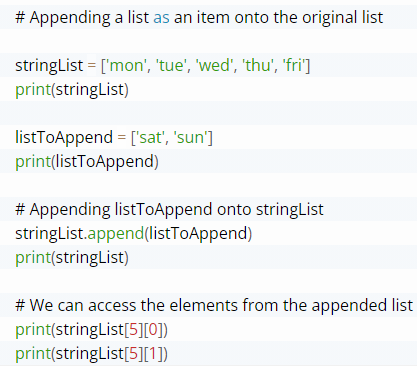 # Appending a list as an item onto the original list
stringList = ['mon', 'tue', 'wed', 'thu', 'fri']
print(stringList)
listToAppend = ['sat', 'sun']
print(listToAppend)
# Appending listToAppend onto stringList
stringList.append(listToAppend)
print(stringList)
# We can access the elements from the appended list
print(stringList[5][0])
print(stringList[5][1])